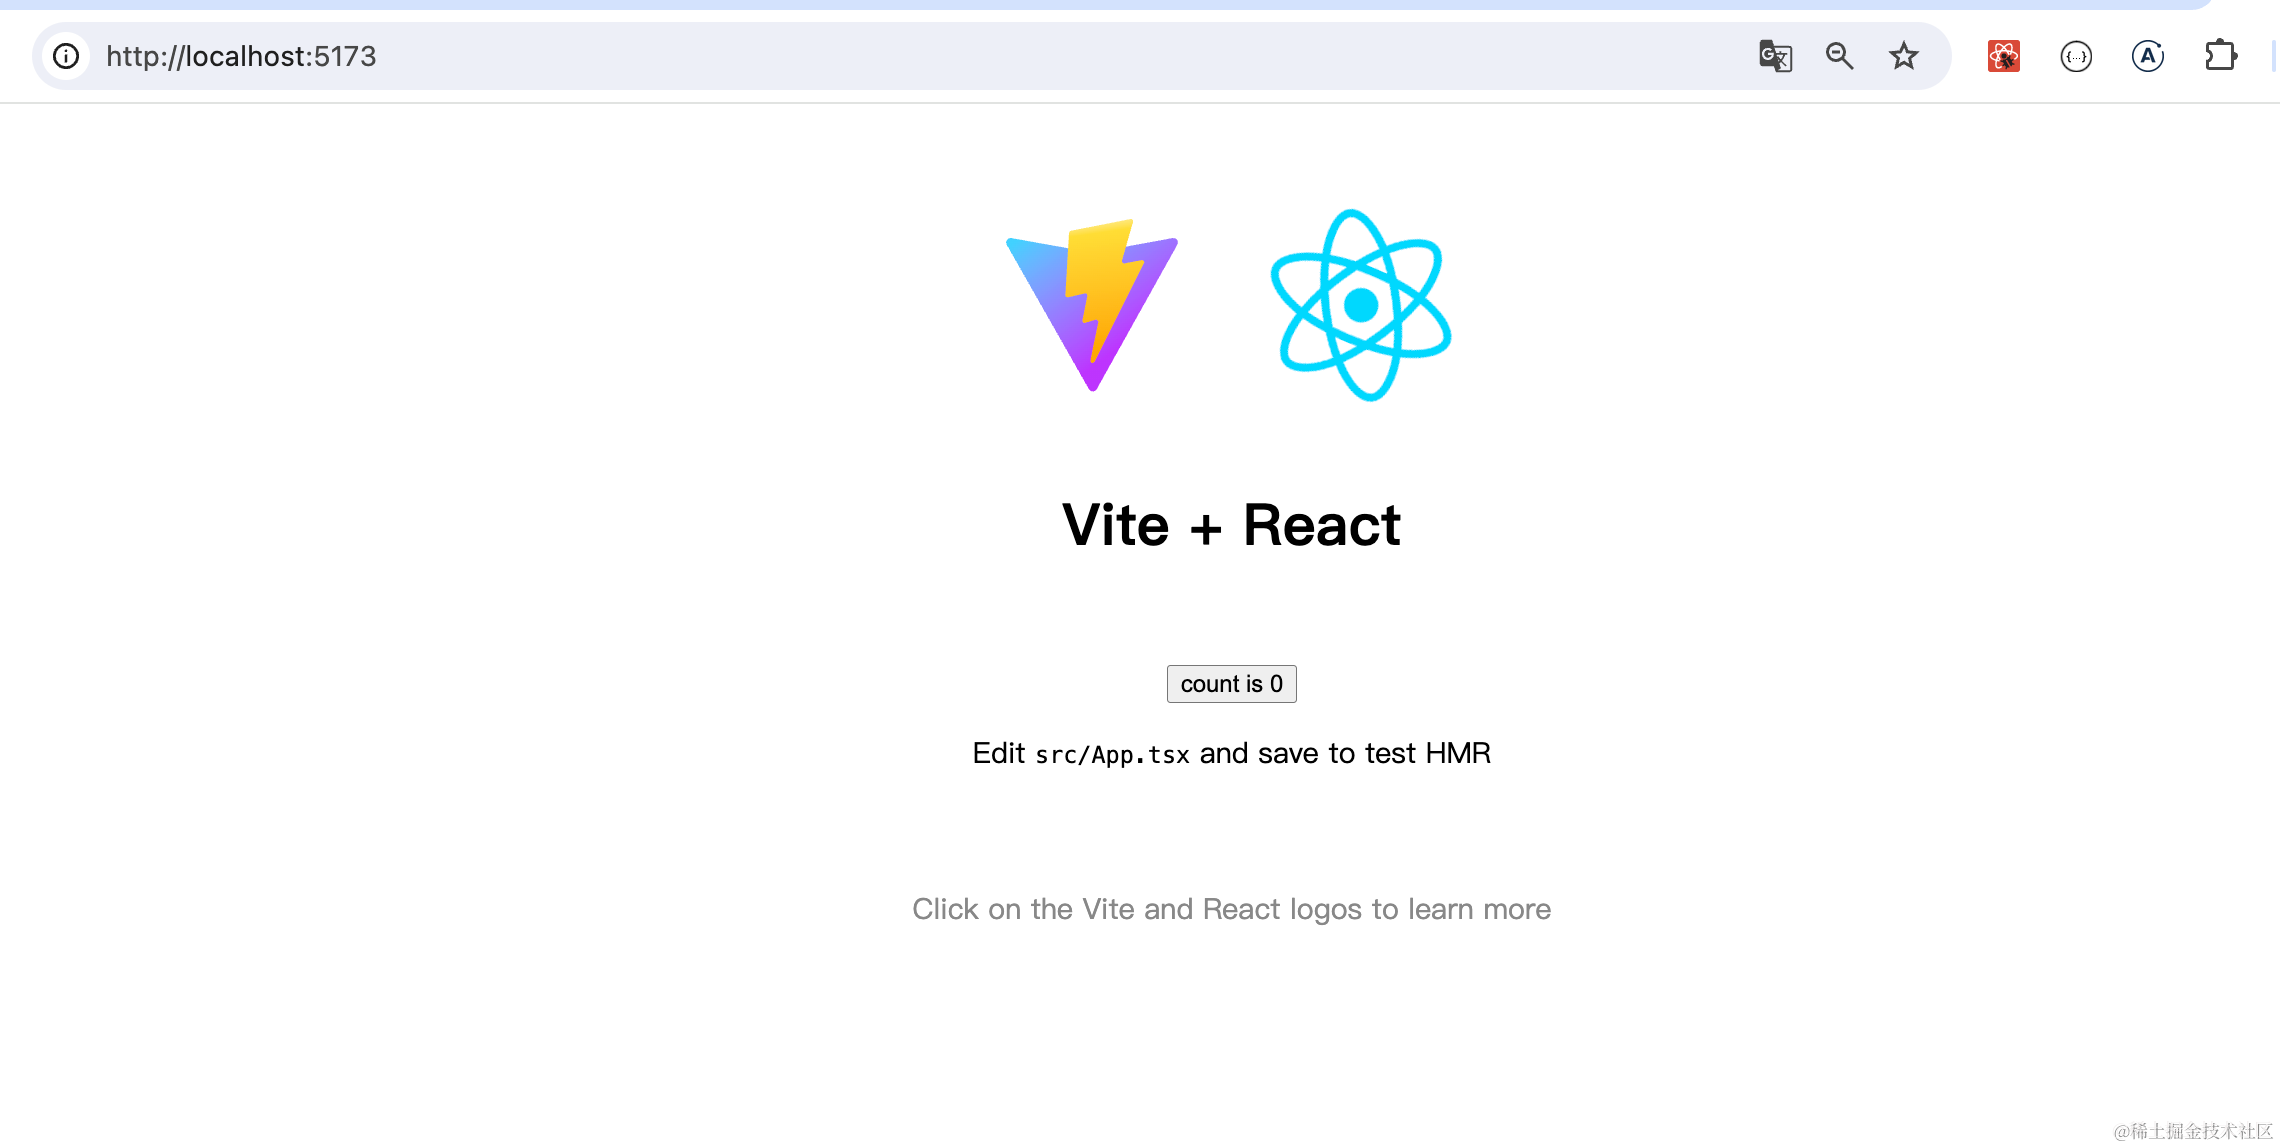 http://localhost:5173
Vite + React
count is 0
Edit src/App.tsx and save to test HMR
Click on the Vite and React logos to learn more
@稀土掘金技术社区